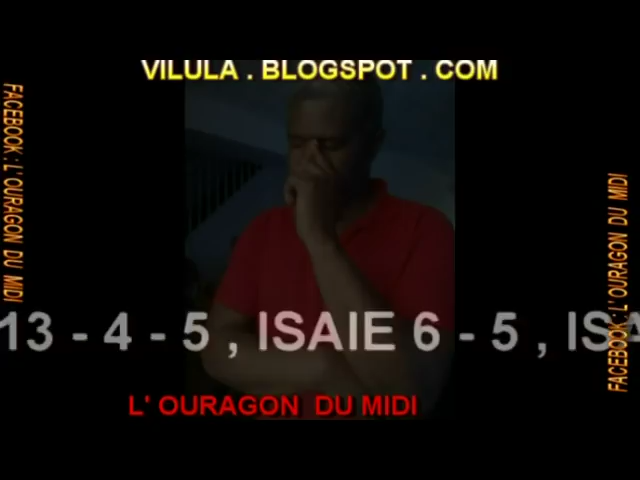 VILULA . BLOGSPOT . COM
FACEBOOK : L' OURAGON DU MIDI
FACEBOOK : L' OURAGON DU MIDI
13 - 4 - 5 , ISAIE 6 - 5 , ISA
L' OURAGON DU MIDI